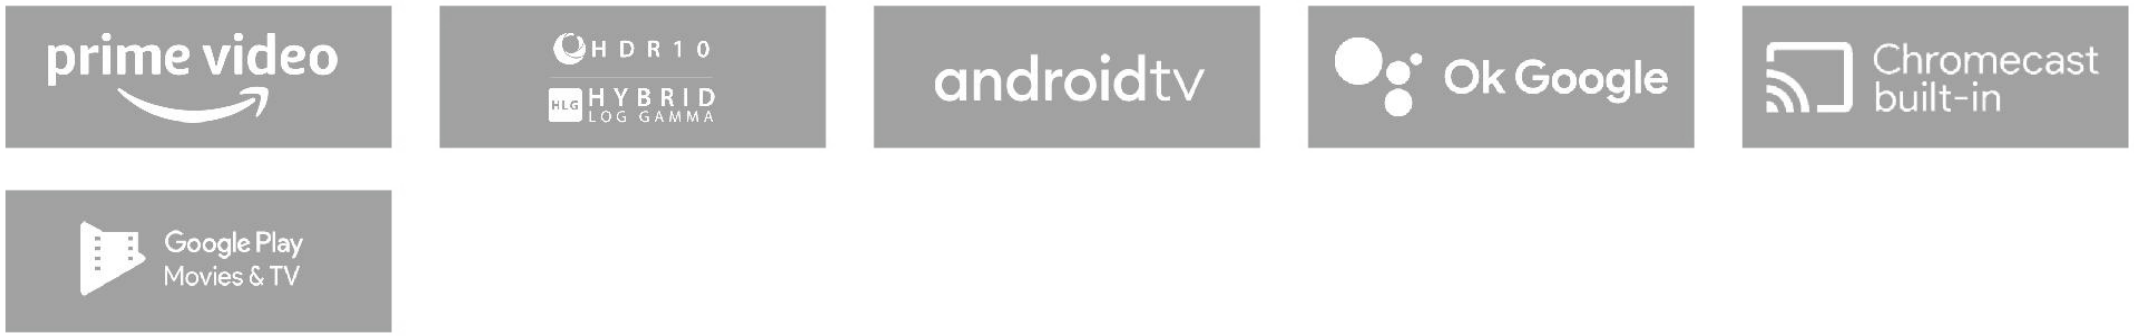 prime video
HDR10
HLG HYBRID
LOG GAMMA
androidtv
Ok Google
Chromecast
built-in
Google Play
Movies & TV